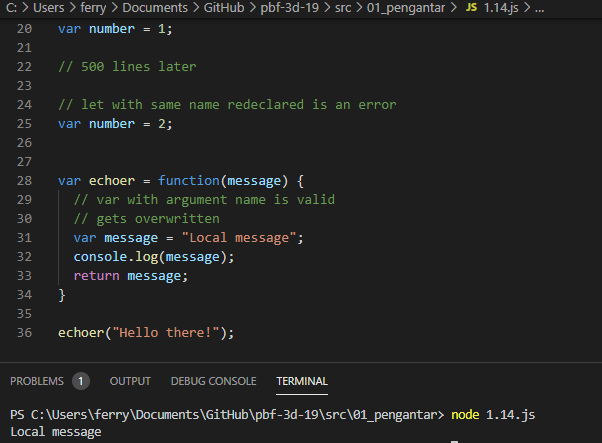 C: > Users > ferry > Documents > GitHub > pbf-3d-19 > src > 01_pengantar > JS 1.14.js > ...
20 var number = 1;
21
22 // 500 lines later
23
24 // let with same name redeclared is an error
25 var number = 2;
26
27
28 var echoer = function(message) {
29 // var with argument name is valid
30 // gets overwritten
31 var message = "Local message";
32 console.log(message);
33 return message;
34 }
35
36 echoer("Hello there!");
PROBLEMS 1 OUTPUT DEBUG CONSOLE TERMINAL
PS C:\Users\ferry\Documents\GitHub\pbf-3d-19\src\01_pengantar> node 1.14.js
Local message